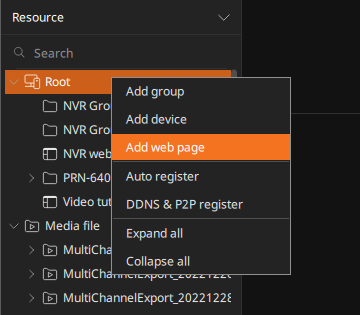 Resource
Search
Root
Add group
NVR Gro
Add device
NVR Gro
Add web page
NVR web
Auto register
PRN-640
DDNS & P2P register
Video tut
Media file
Expand all
MultiCha
Collapse all
MultiChannelExport_20221228
MultiChannelExport_20221228